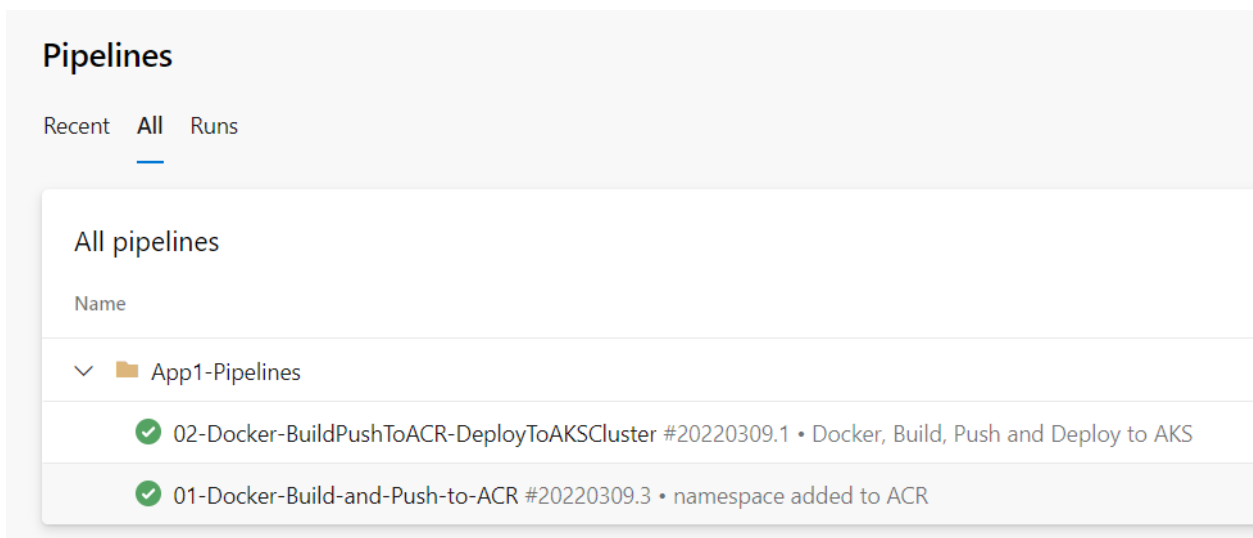 Pipelines
Recent All Runs
All pipelines
Name
App1-Pipelines
02-Docker-BuildPushToACR-DeployToAKSCluster #20220309.1 • Docker, Build, Push and Deploy to AKS
01-Docker-Build-and-Push-to-ACR #20220309.3 • namespace added to ACR